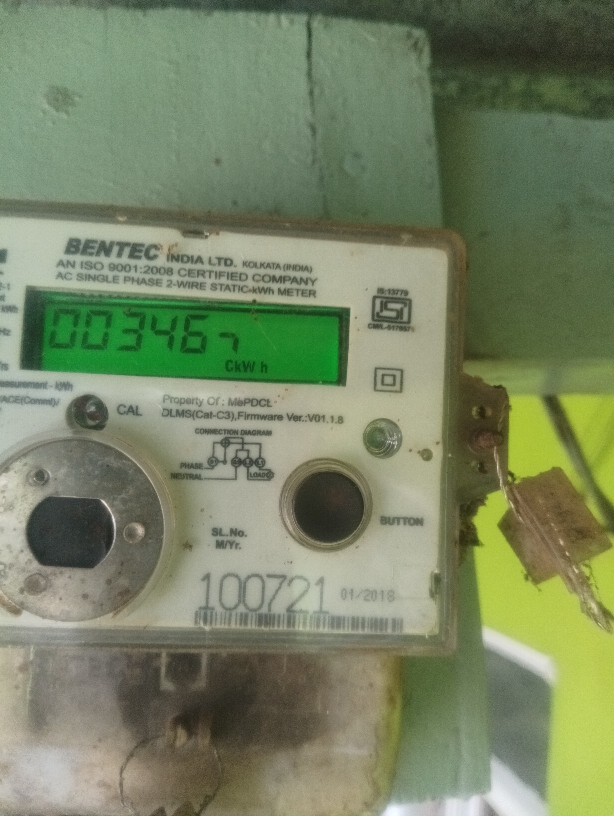 BENTEC INDIA LTD. KOLKATA (INDIA)
AN ISO 9001:2008 CERTIFIED COMPANY
AC SINGLE PHASE 2-WIRE STATIC-kWh METER
IS:13779
ISI
003467
CkW h
CAL
Property Of : MePDCL
DLMS(Cat-C3),Firmware Ver.:V01.1.8
CONNECTION DIAGRAM
PHASE
NEUTRAL
LOAD
BUTTON
SL.No.
M/Yr.
100721 01/2018